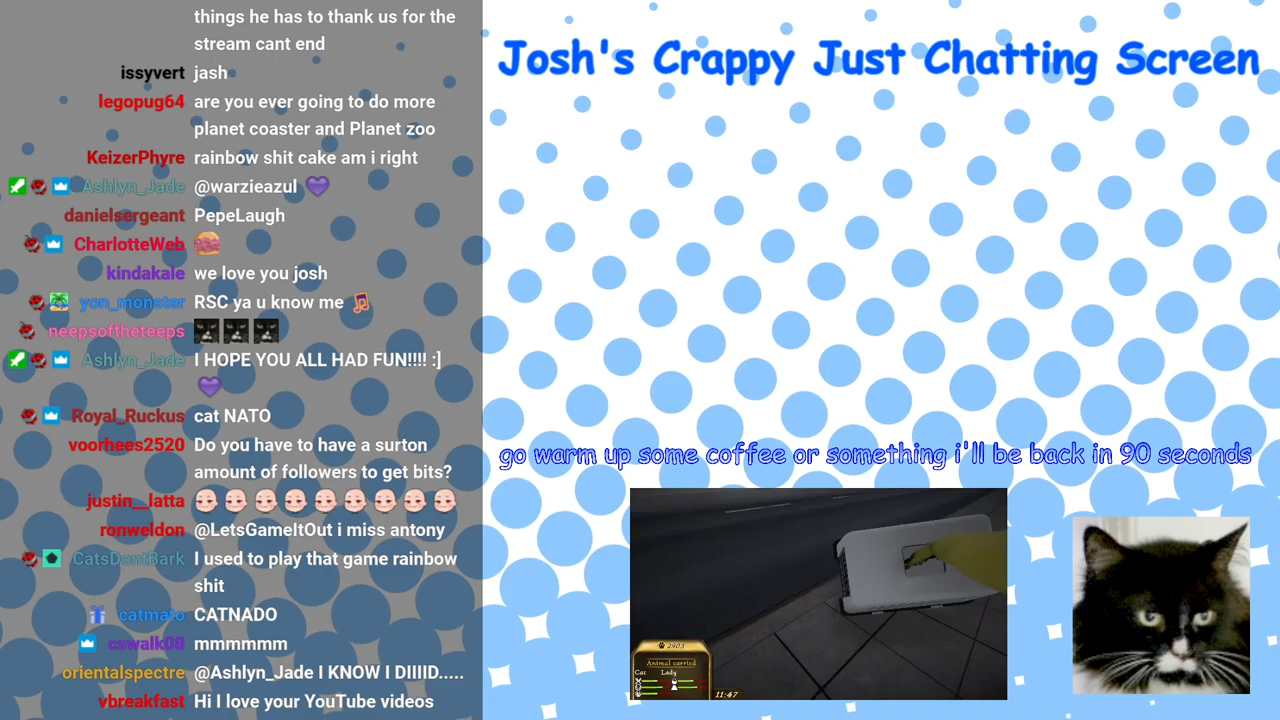 things he has to thank us for the
stream cant end
issyvert jash
legopug64 are you ever going to do more
planet coaster and Planet zoo
KeizerPhyre rainbow shit cake am i right
Ashlyn_Jade @warzieazul
danielsergeant PepeLaugh
CharlotteWeb
kindakale we love you josh
yon_monster RSC ya u know me
neepsoftheteeps
Ashlyn_Jade I HOPE YOU ALL HAD FUN!!!! :]
Royal_Ruckus cat NATO
voorhees2520 Do you have to have a surton
amount of followers to get bits?
justin__latta
ronweldon @LetsGameItOut i miss antony
CatsDontBark I used to play that game rainbow
shit
catmato CATNADO
cswalk08 mmmmmm
orientalspectre @Ashlyn_Jade I KNOW I DIIIID.....
vbreakfast Hi I love your YouTube videos
Josh's Crappy Just Chatting Screen
go warm up some coffee or something i'll be back in 90 seconds
2903
Animal carried
Cat Lady
11:47